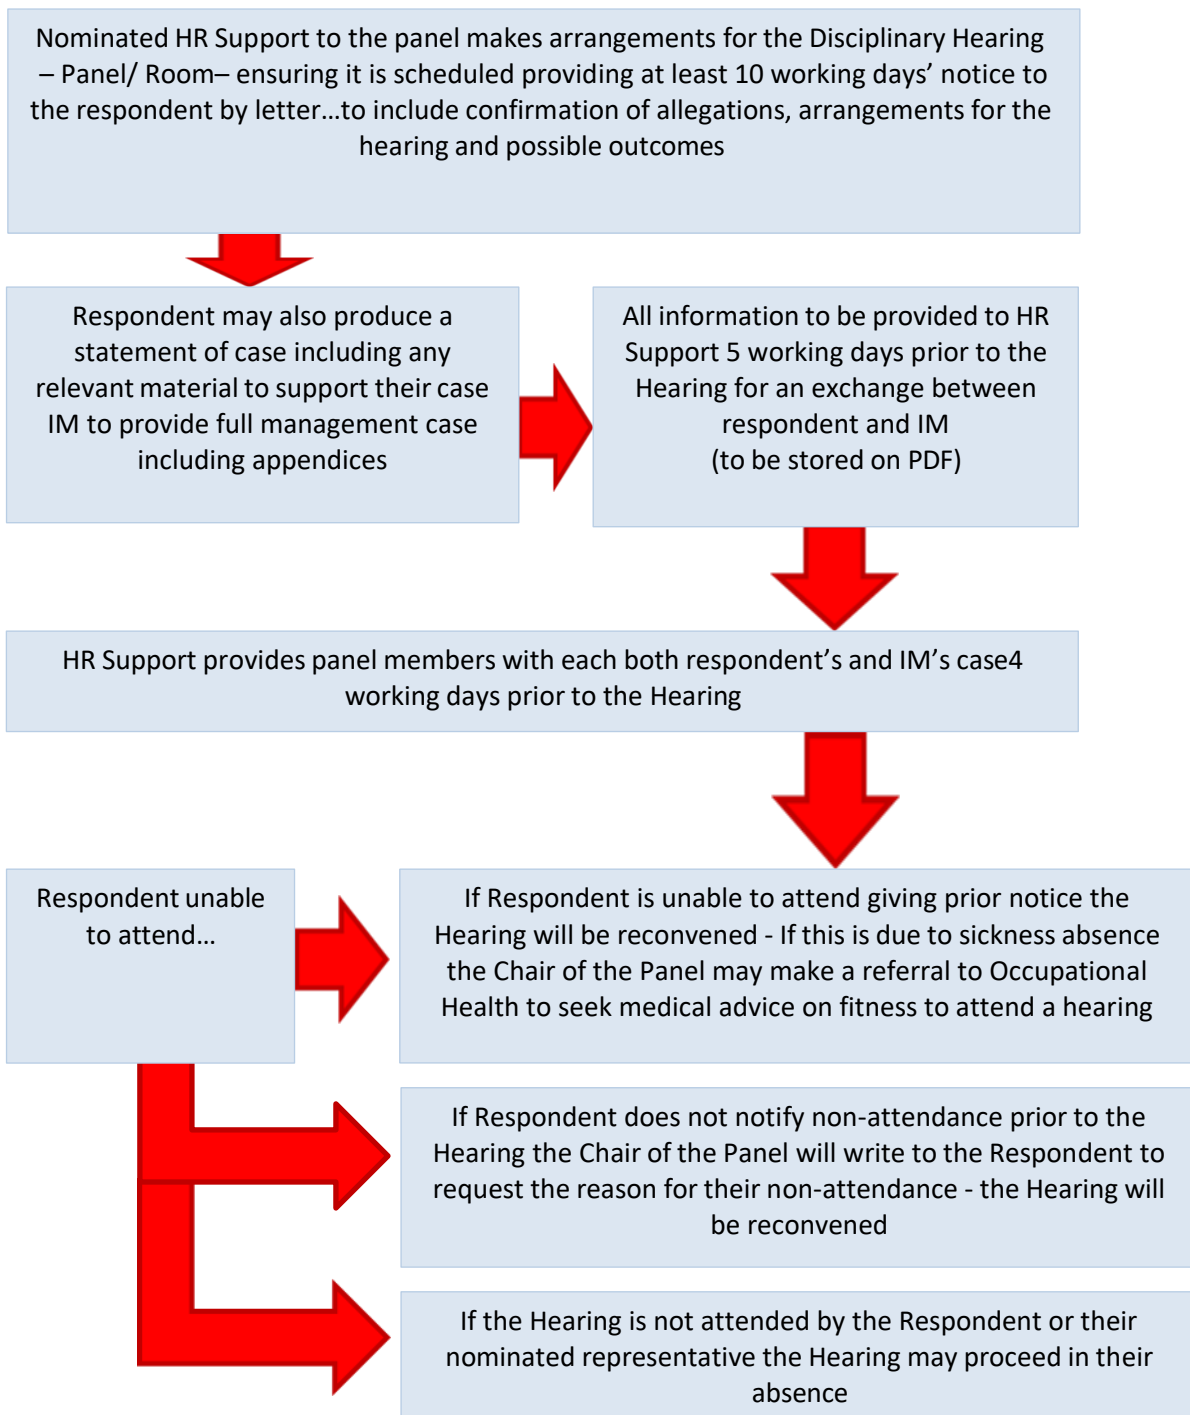 Nominated HR Support to the panel makes arrangements for the Disciplinary Hearing
– Panel/ Room– ensuring it is scheduled providing at least 10 working days’ notice to
the respondent by letter…to include confirmation of allegations, arrangements for the
hearing and possible outcomes
Respondent may also produce a
statement of case including any
relevant material to support their case
IM to provide full management case
including appendices
All information to be provided to HR
Support 5 working days prior to the
Hearing for an exchange between
respondent and IM
(to be stored on PDF)
HR Support provides panel members with each both respondent’s and IM’s case4
working days prior to the Hearing
Respondent unable
to attend…
If Respondent is unable to attend giving prior notice the
Hearing will be reconvened - If this is due to sickness absence
the Chair of the Panel may make a referral to Occupational
Health to seek medical advice on fitness to attend a hearing
If Respondent does not notify non-attendance prior to the
Hearing the Chair of the Panel will write to the Respondent to
request the reason for their non-attendance - the Hearing will
be reconvened
If the Hearing is not attended by the Respondent or their
nominated representative the Hearing may proceed in their
absence